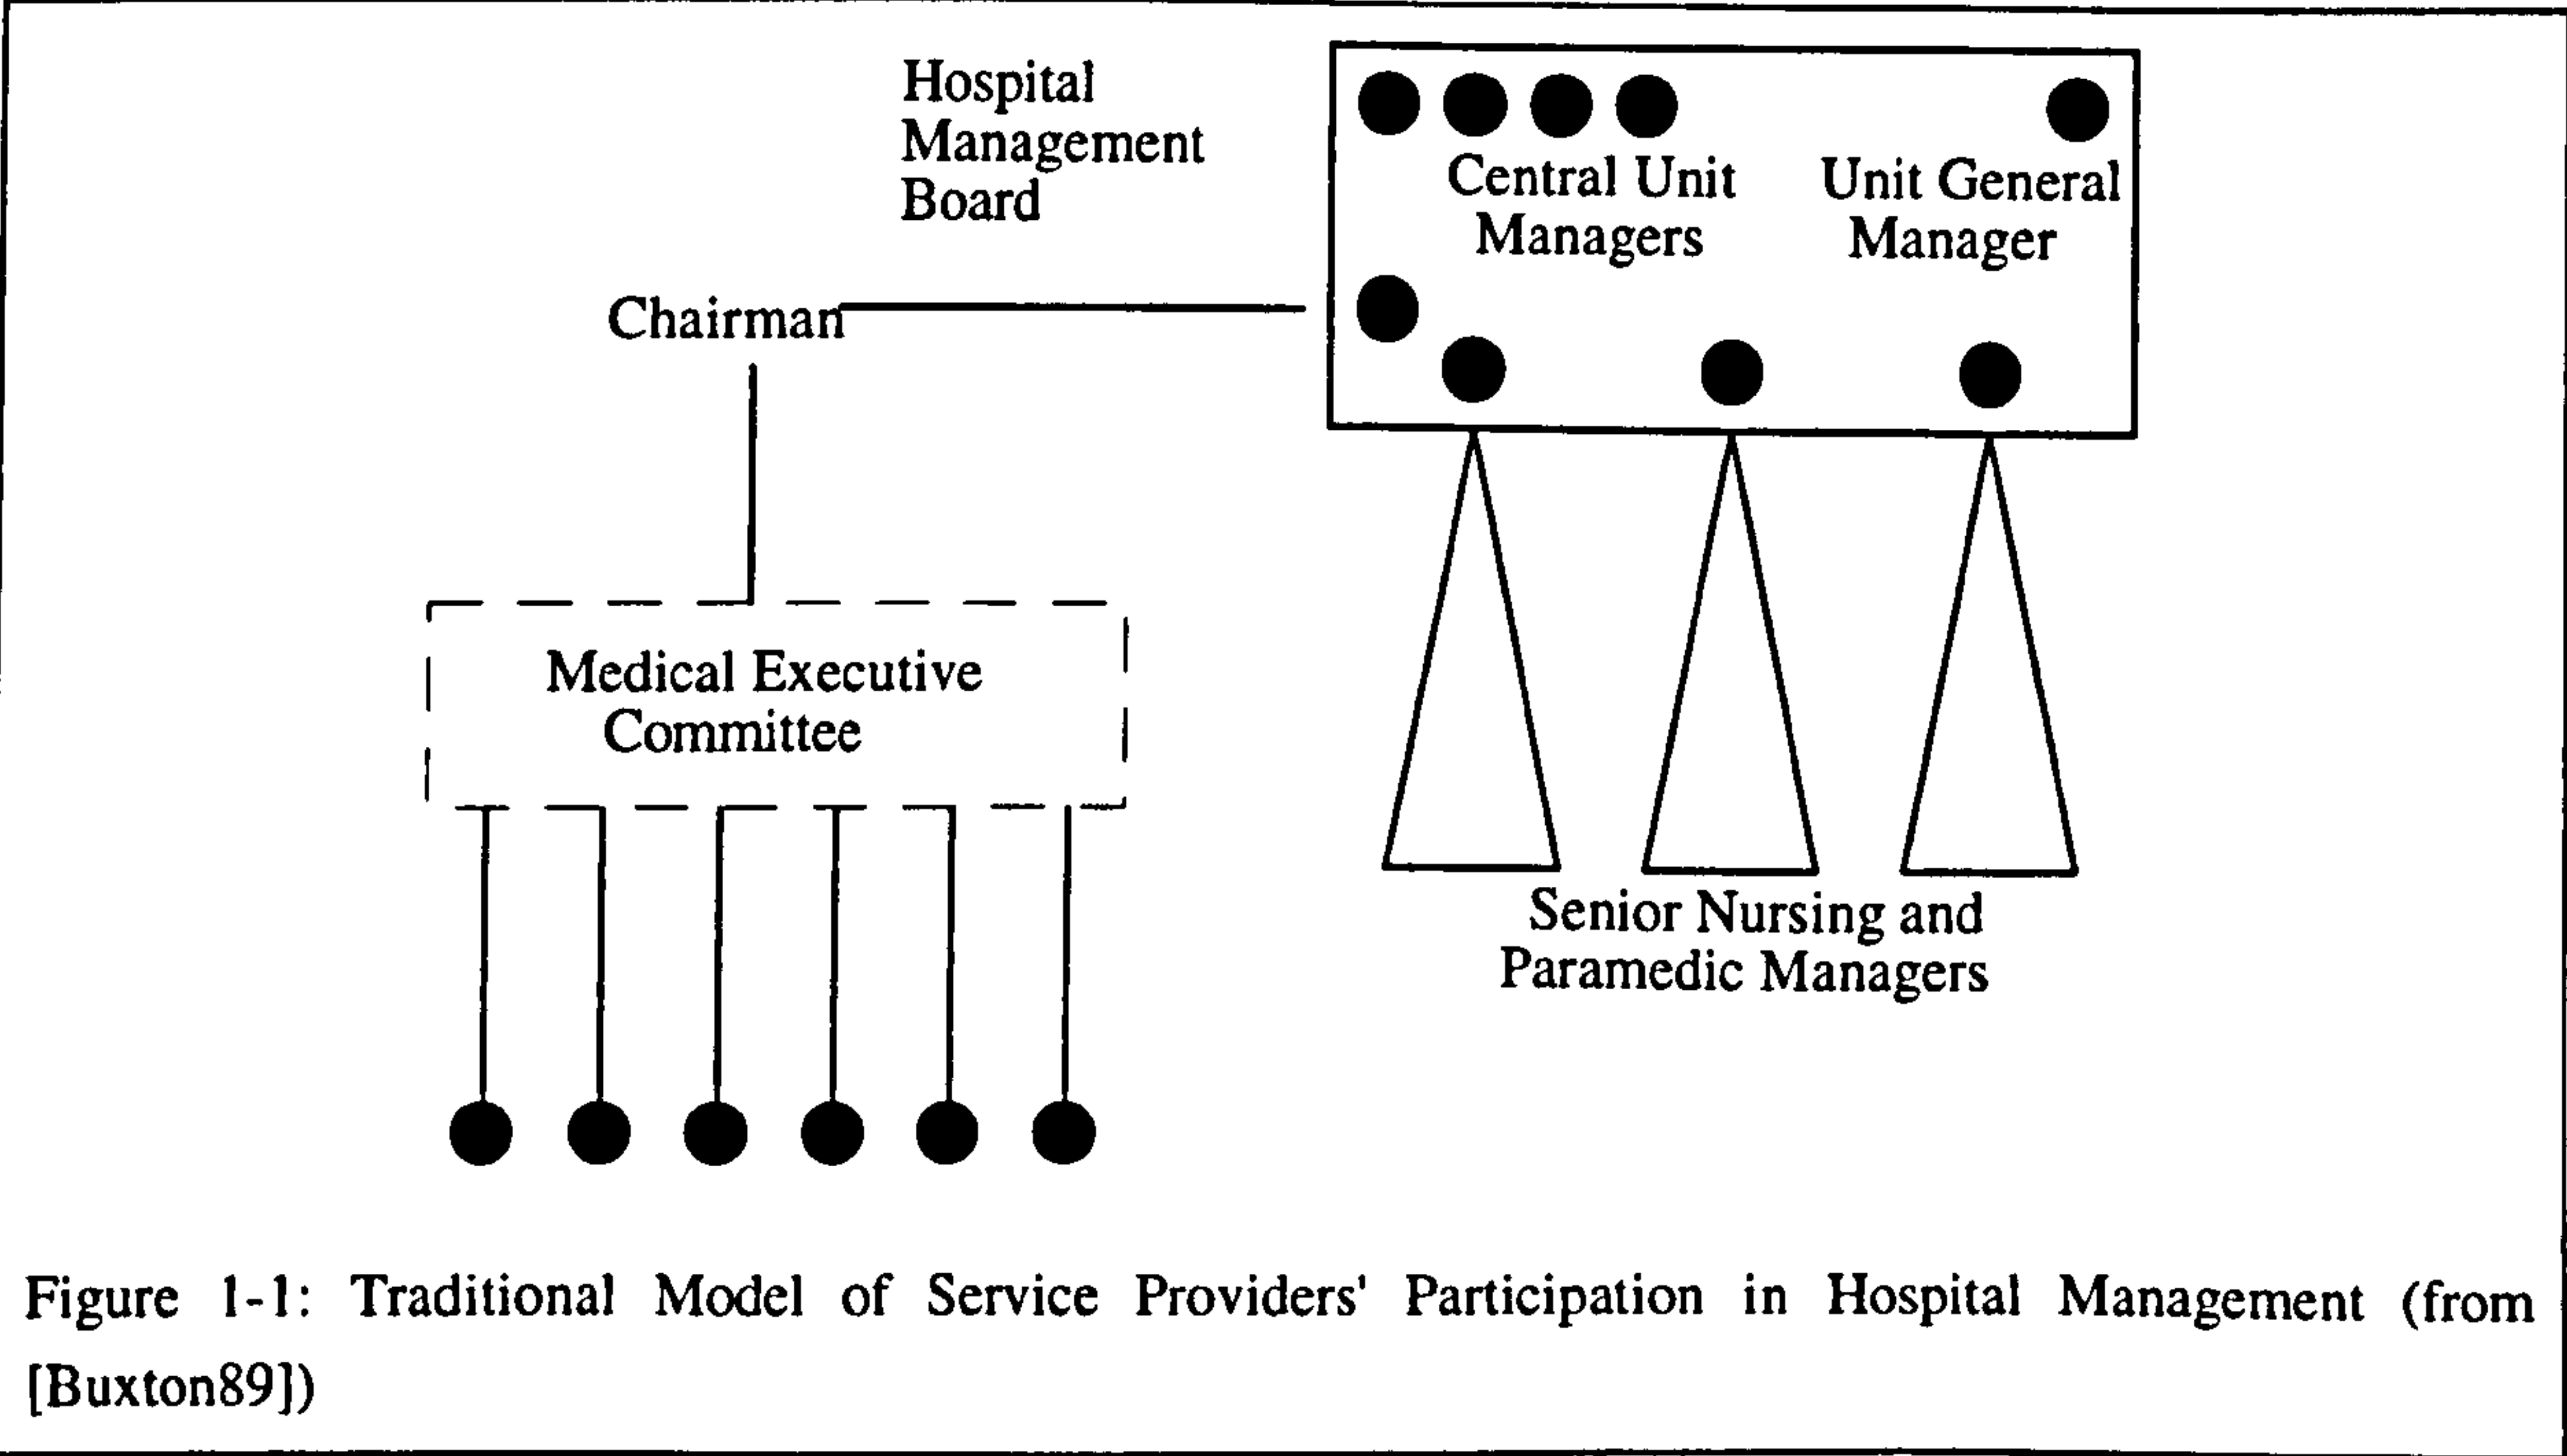 Hospital
Management
Board
Central Unit
Managers
Unit General
Manager
Chairman
Medical Executive
Committee
Senior Nursing and
Paramedic Managers
Figure 1-1: Traditional Model of Service Providers' Participation in Hospital Management (from
[Buxton89])